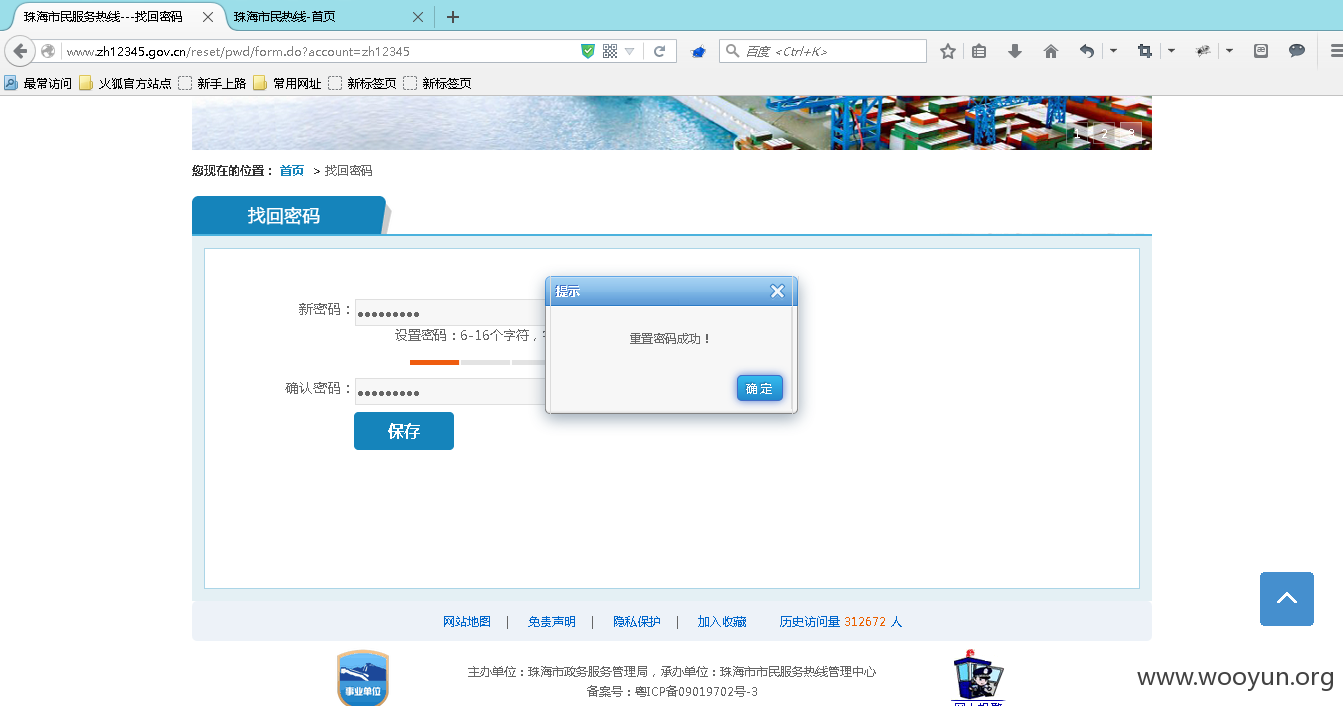 珠海市民服务热线---找回密码
珠海市民热线-首页
www.zh12345.gov.cn/reset/pwd/form.do?account=zh12345
百度 <Ctrl+K>
最常访问 火狐官方站点 新手上路 常用网址 新标签页 新标签页
1 2 3
您现在的位置： 首页 > 找回密码
找回密码
提示
新密码：
重置密码成功！
设置密码：6-16个字符，
确定
确认密码：
保存
网站地图 | 免责声明 | 隐私保护 | 加入收藏 历史访问量 312672 人
主办单位：珠海市政务服务管理局，承办单位：珠海市市民服务热线管理中心
事业单位
备案号：粤ICP备09019702号-3
www.wooyun.org